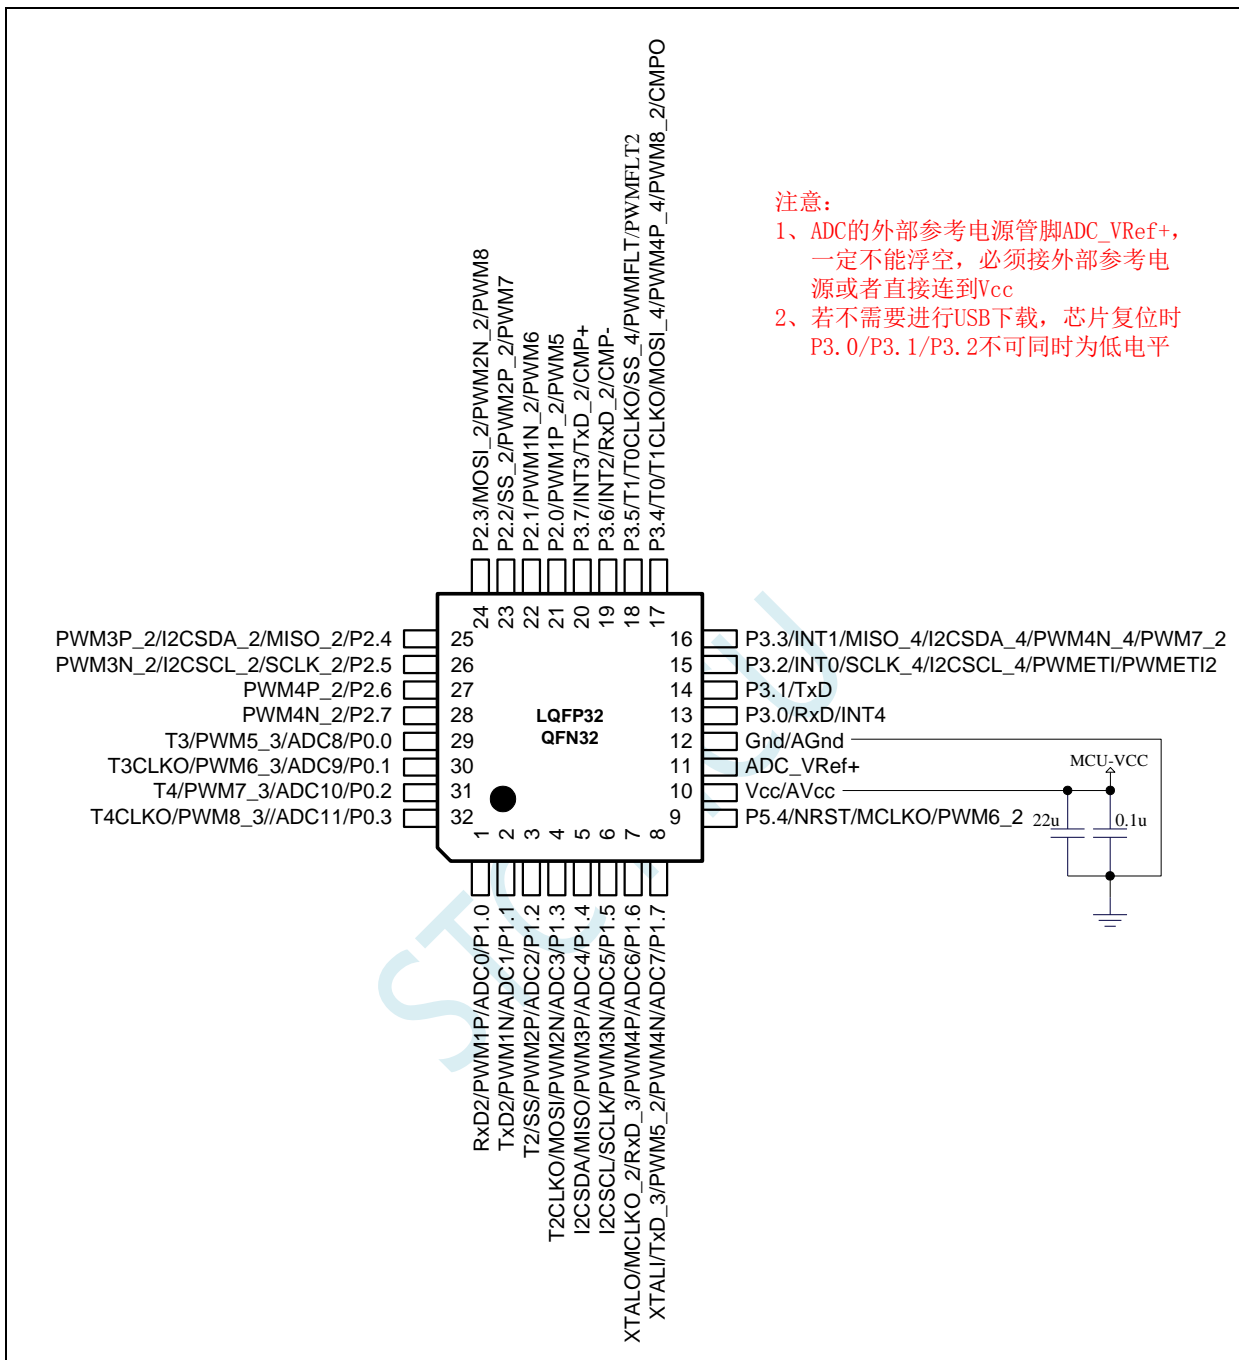 P2.3/MOSI_2/PWM2N_2/PWM8
P2.2/SS_2/PWM2P_2/PWM7
P2.1/PWM1N_2/PWM6
P2.0/PWM1P_2/PWM5
P3.7/INT3/TxD_2/CMP+
P3.6/INT2/RxD_2/CMP-
P3.5/T1/T0CLKO/SS_4/PWMFLT/PWMFLT2
P3.4/T0/T1CLKO/MOSI_4/PWM4P_4/PWM8_2/CMPO
注意：
1、ADC的外部参考电源管脚ADC_VRef+，
一定不能浮空，必须接外部参考电
源或者直接连到Vcc
2、若不需要进行USB下载，芯片复位时
P3.0/P3.1/P3.2不可同时为低电平
24
23
22
21
20
19
18
17
PWM3P_2/I2CSDA_2/MISO_2/P2.4 25
PWM3N_2/I2CSCL_2/SCLK_2/P2.5 26
PWM4P_2/P2.6 27
PWM4N_2/P2.7 28
T3/PWM5_3/ADC8/P0.0 29
T3CLKO/PWM6_3/ADC9/P0.1 30
T4/PWM7_3/ADC10/P0.2 31
T4CLKO/PWM8_3//ADC11/P0.3 32
LQFP32
QFN32
16 P3.3/INT1/MISO_4/I2CSDA_4/PWM4N_4/PWM7_2
15 P3.2/INT0/SCLK_4/I2CSCL_4/PWMETI/PWMETI2
14 P3.1/TxD
13 P3.0/RxD/INT4
12 Gnd/AGnd
11 ADC_VRef+
10 Vcc/AVcc
9 P5.4/NRST/MCLKO/PWM6_2
MCU-VCC
22u
0.1u
1
2
3
4
5
6
7
8
RxD2/PWM1P/ADC0/P1.0
TxD2/PWM1N/ADC1/P1.1
T2/SS/PWM2P/ADC2/P1.2
T2CLKO/MOSI/PWM2N/ADC3/P1.3
I2CSDA/MISO/PWM3P/ADC4/P1.4
I2CSCL/SCLK/PWM3N/ADC5/P1.5
XTALO/MCLKO_2/RxD_3/PWM4P/ADC6/P1.6
XTALI/TxD_3/PWM5_2/PWM4N/ADC7/P1.7
STCMCU